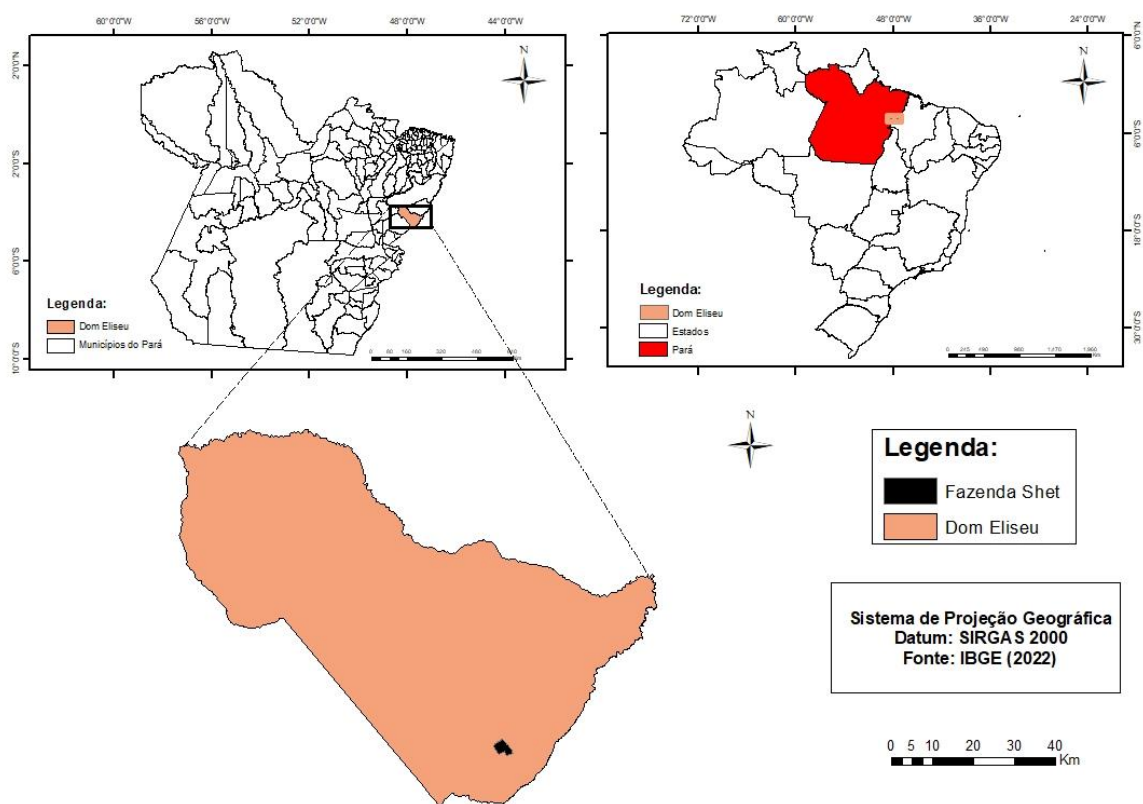 60°0'0"W 56°0'0"W 52°0'0"W 48°0'0"W 44°0'0"W
2°0'0"N
2°0'0"S
6°0'0"S
10°0'0"S
N
Legenda:
Dom Eliseu
Municípios do Pará
Km
72°0'0"W 60°0'0"W 48°0'0"W 36°0'0"W 24°0'0"W
6°0'0"N
6°0'0"S
18°0'0"S
30°0'0"S
N
Legenda:
Dom Eliseu
Estados
Pará
Km
N
Legenda:
Fazenda Shet
Dom Eliseu
Sistema de Projeção Geográfica
Datum: SIRGAS 2000
Fonte: IBGE (2022)
0 5 10 20 30 40
Km